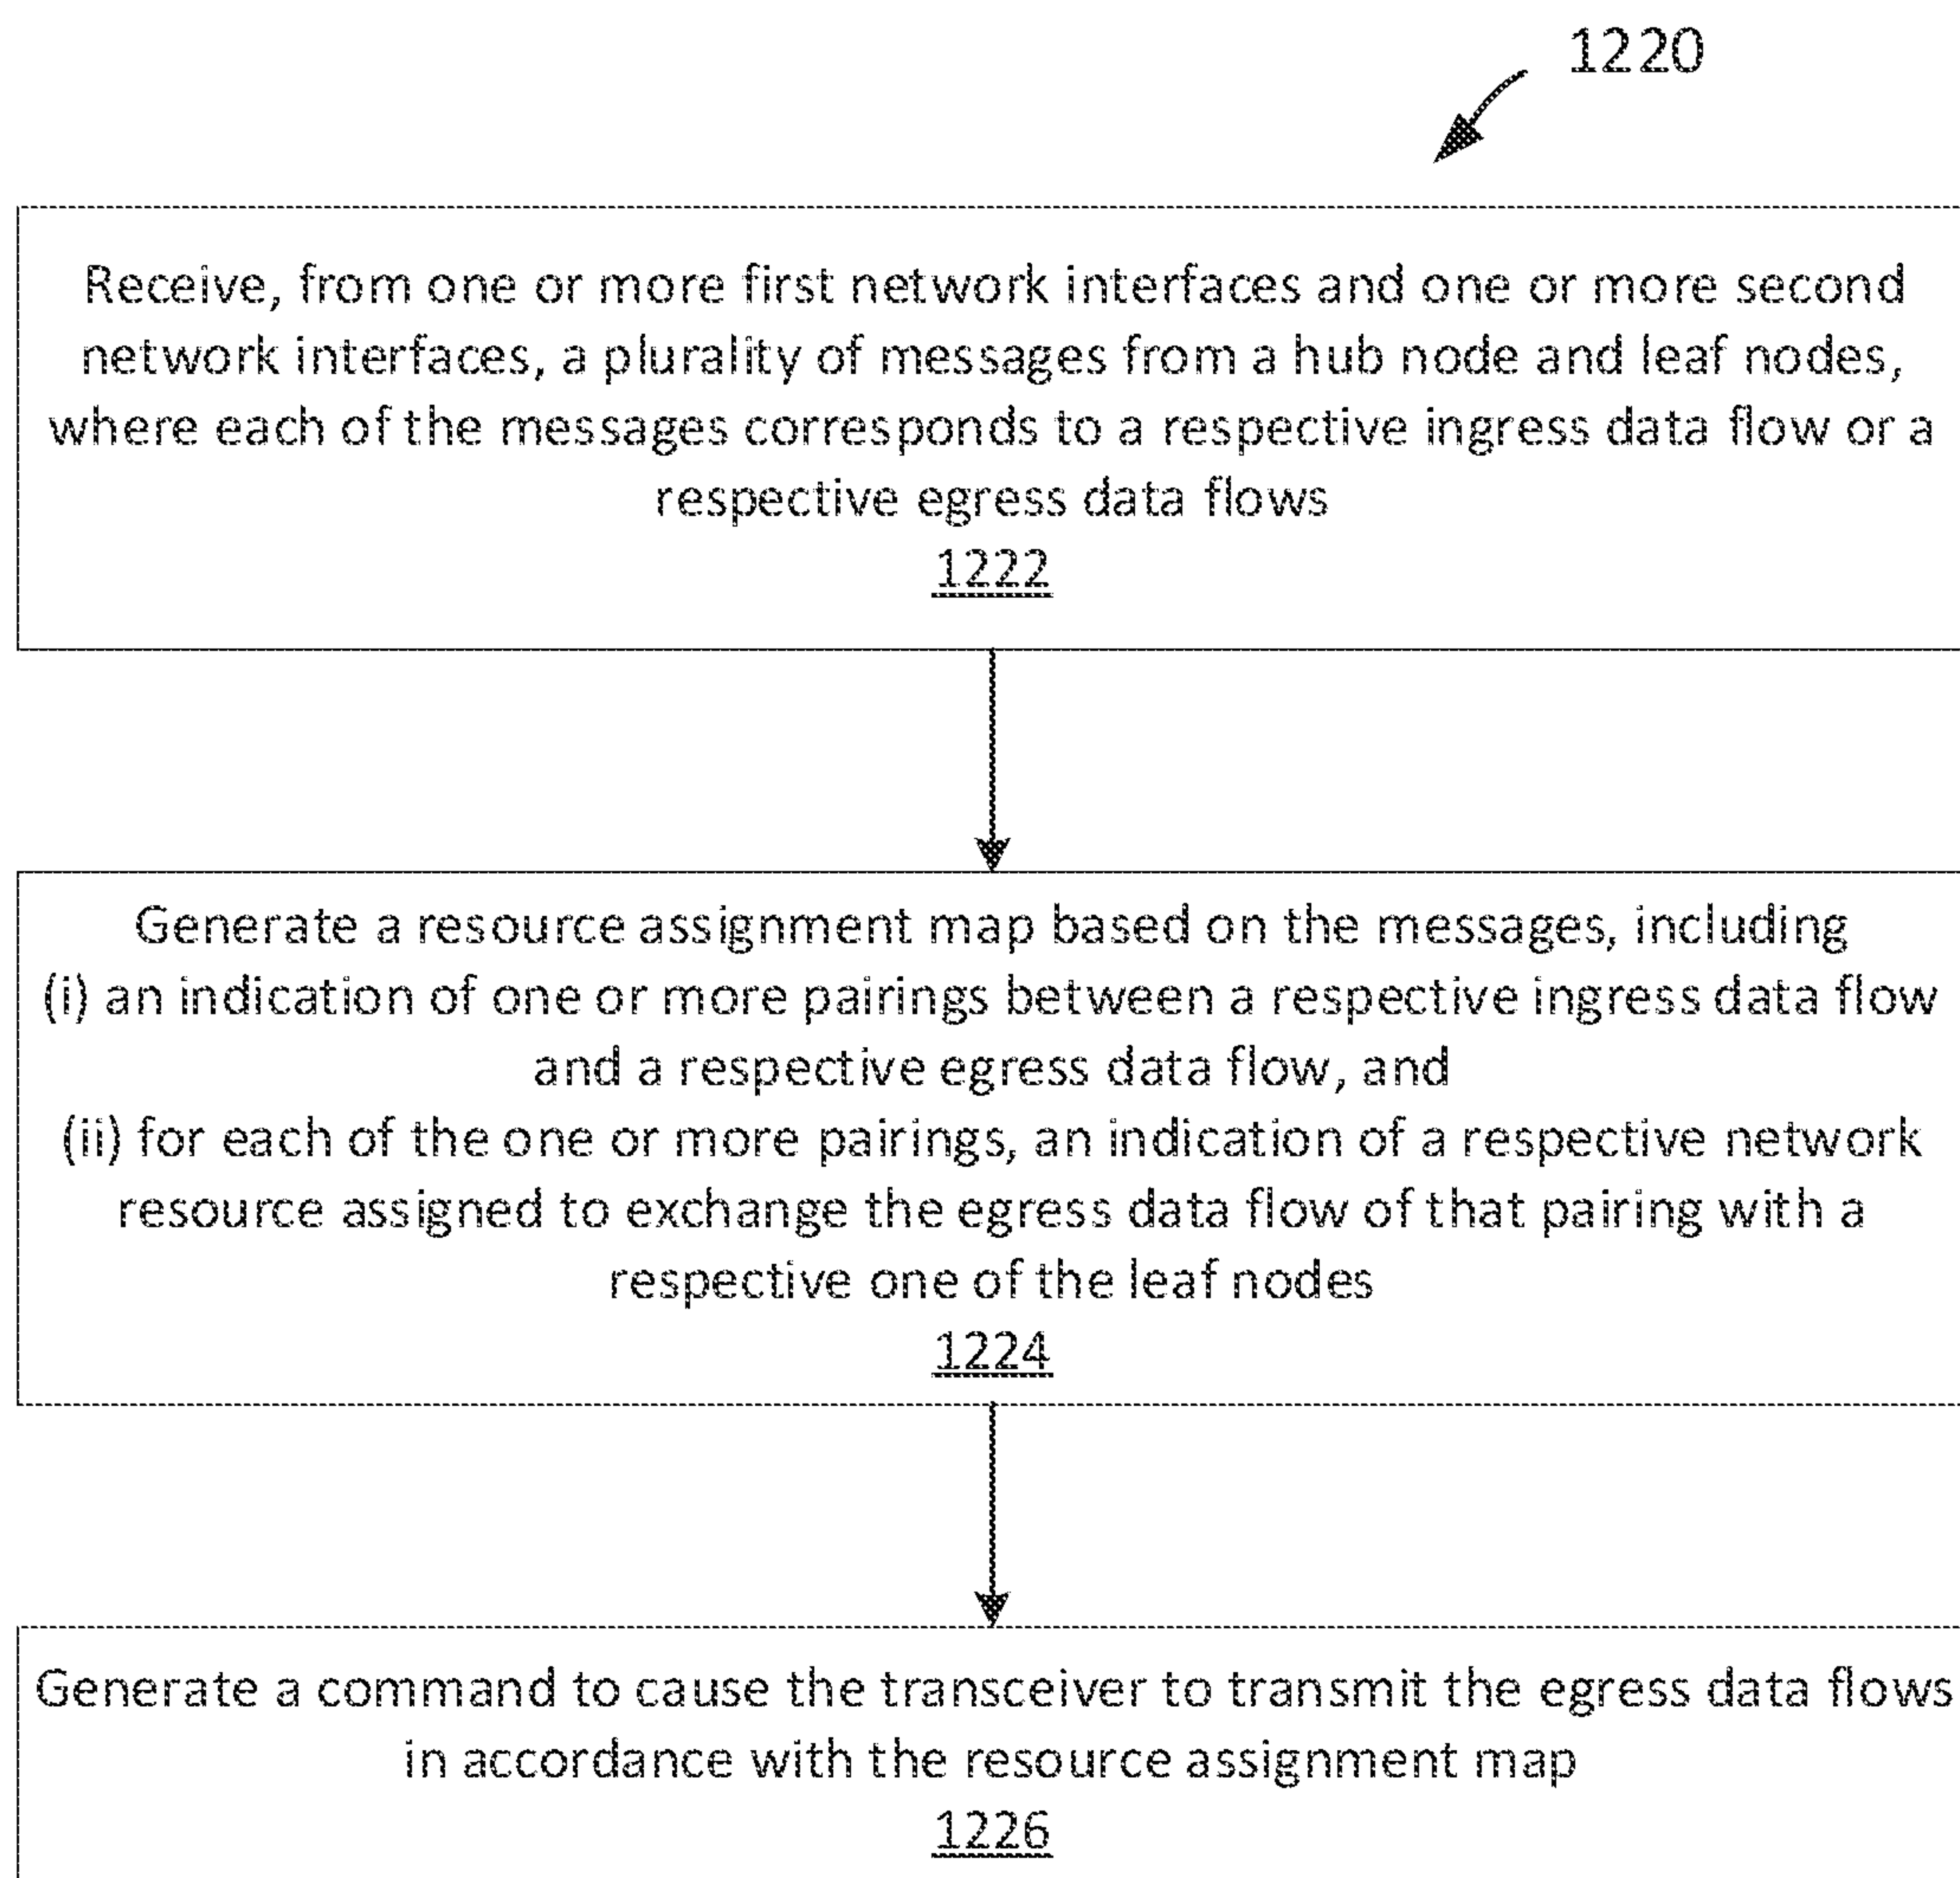 1220
Receive, from one or more first network interfaces and one or more second
network interfaces, a plurality of messages from a hub node and leaf nodes,
where each of the messages corresponds to a respective ingress data flow or a
respective egress data flows
1222
Generate a resource assignment map based on the messages, including
(i) an indication of one or more pairings between a respective ingress data flow
and a respective egress data flow, and
(ii) for each of the one or more pairings, an indication of a respective network
resource assigned to exchange the egress data flow of that pairing with a
respective one of the leaf nodes
1224
Generate a command to cause the transceiver to transmit the egress data flows
in accordance with the resource assignment map
1226